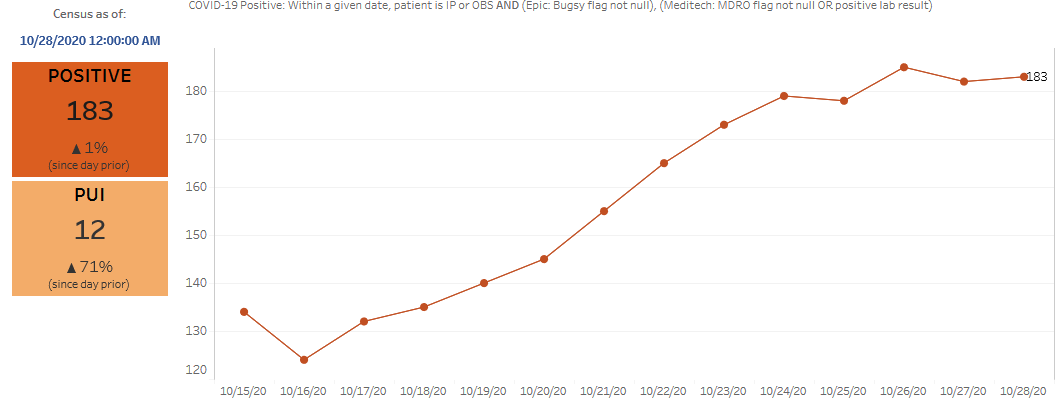 COVID-19 Positive: Within a given date, patient is IP or OBS AND (Epic: Bugsy flag not null), (Meditech: MDRO flag not null OR positive lab result)
Census as of:
10/28/2020 12:00:00 AM
POSITIVE
183
▲1%
(since day prior)
PUI
12
▲71%
(since day prior)
180
170
160
150
140
130
120
183
10/15/20 10/16/20 10/17/20 10/18/20 10/19/20 10/20/20 10/21/20 10/22/20 10/23/20 10/24/20 10/25/20 10/26/20 10/27/20 10/28/20